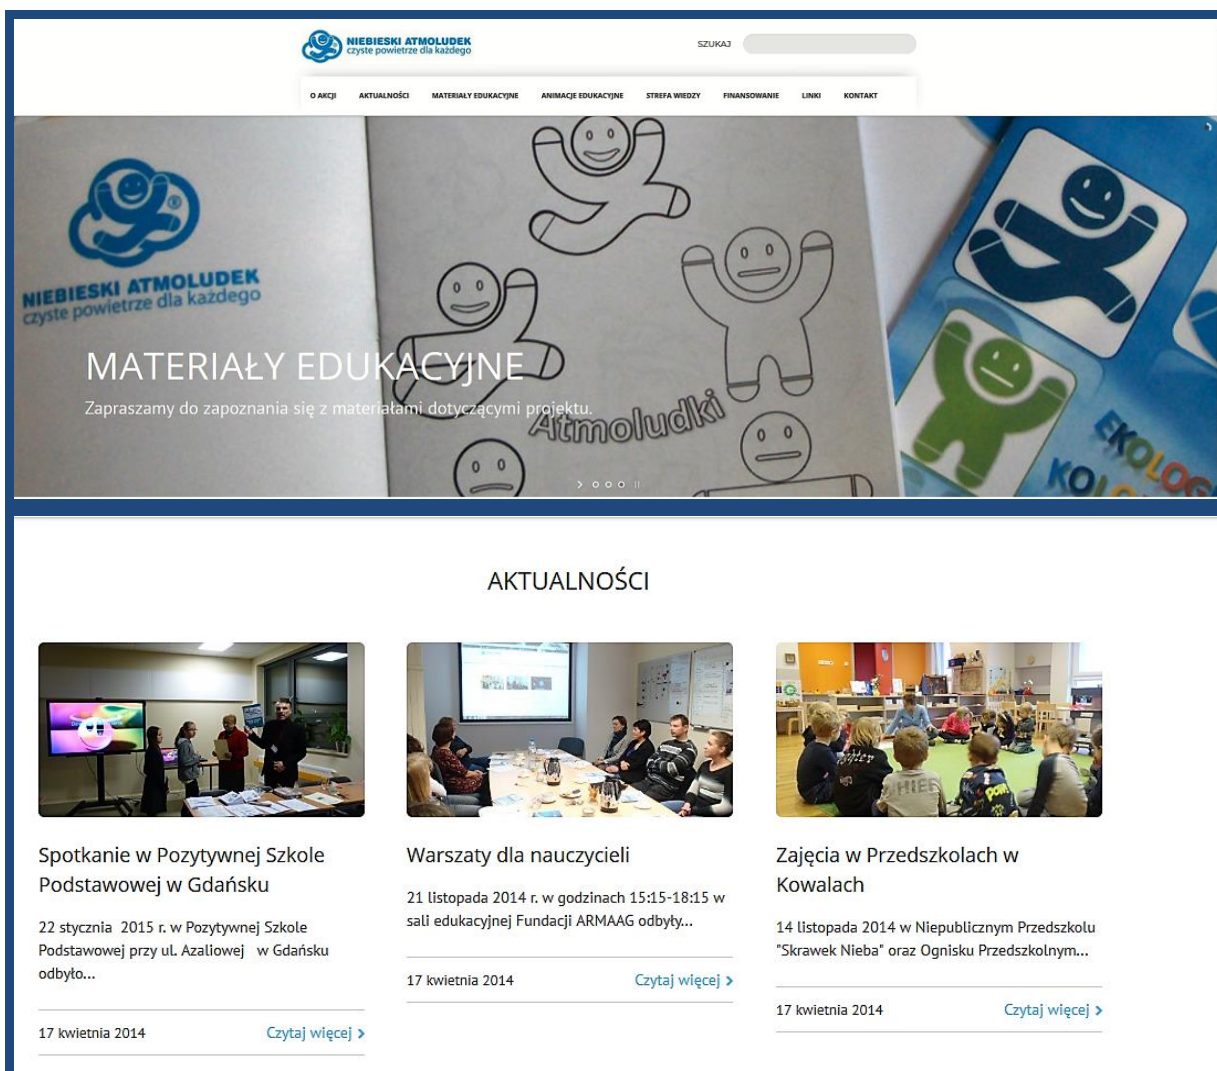 NIEBIESKI ATMOLUDEK
czyste powietrze dla każdego
SZUKAJ
O AKCJI AKTUALNOŚCI MATERIAŁY EDUKACYJNE ANIMACJE EDUKACYJNE STREFA WIEDZY FINANSOWANIE LINKI KONTAKT
NIEBIESKI ATMOLUDEK
czyste powietrze dla każdego
MATERIAŁY EDUKACYJNE
Zapraszamy do zapoznania się z materiałami dotyczącymi projektu.
Atmoludki
AKTUALNOŚCI
Spotkanie w Pozytywnej Szkole
Podstawowej w Gdańsku
22 stycznia 2015 r. w Pozytywnej Szkole
Podstawowej przy ul. Azaliowej w Gdańsku
odbyło...
17 kwietnia 2014 Czytaj więcej
Warszaty dla nauczycieli
21 listopada 2014 r. w godzinach 15:15-18:15 w
sali edukacyjnej Fundacji ARMAAG odbyły...
17 kwietnia 2014 Czytaj więcej
Zajęcia w Przedszkolach w
Kowalach
14 listopada 2014 w Niepublicznym Przedszkolu
"Skrawek Nieba" oraz Ognisku Przedszkolnym...
17 kwietnia 2014 Czytaj więcej